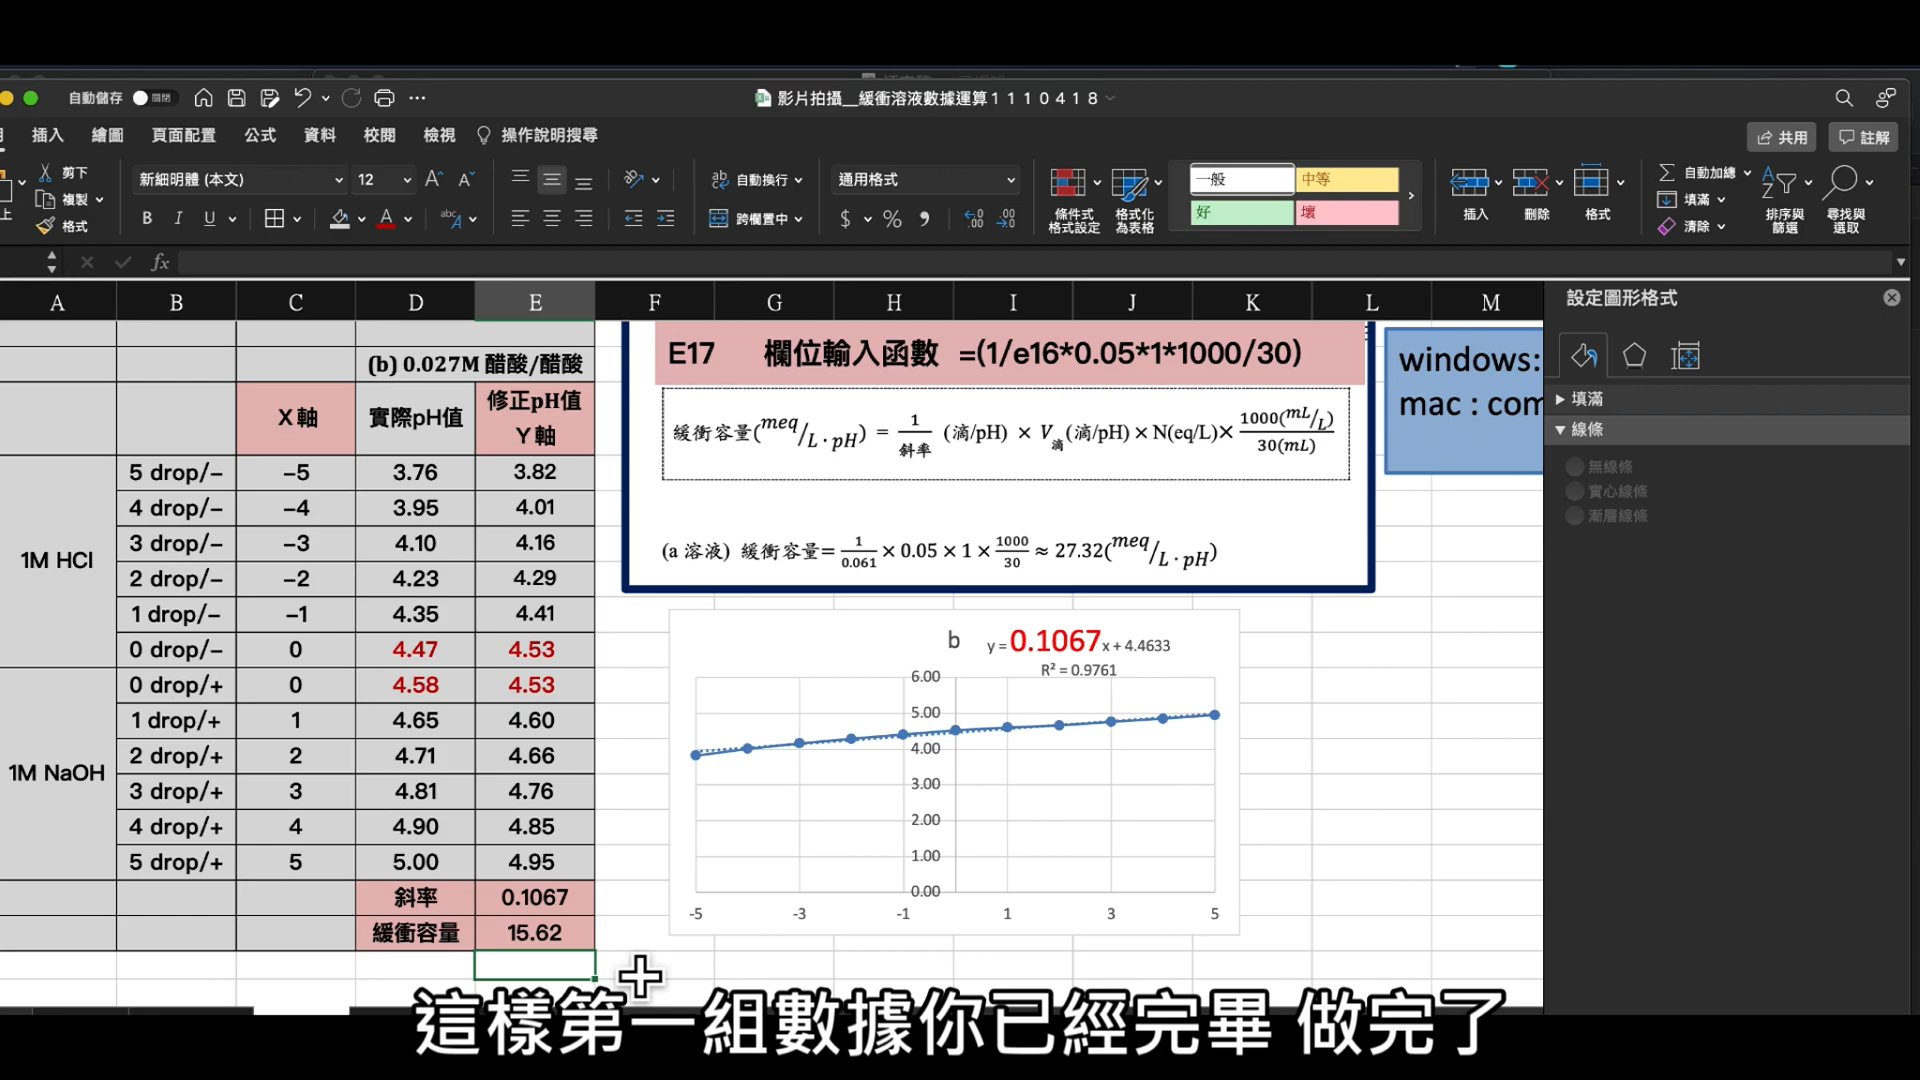 自動儲存 關閉
影片拍攝__緩衝溶液數據運算１１１０４１８
插入 繪圖 頁面配置 公式 資料 校閱 檢視 操作說明搜尋
共用 註解
剪下
複製
格式
新細明體 (本文) 12
B I U
自動換行
跨欄置中
通用格式
條件式格式設定
格式化為表格
一般 中等
好 壞
插入 刪除 格式
自動加總
填滿
清除
排序與篩選
尋找與選取
fx
A B C D E F G H I J K L M
(b) 0.027M 醋酸/醋酸
X 軸 實際pH值 修正pH值 Y 軸
1M HCl
5 drop/− −5 3.76 3.82
4 drop/− −4 3.95 4.01
3 drop/− −3 4.10 4.16
2 drop/− −2 4.23 4.29
1 drop/− −1 4.35 4.41
0 drop/− 0 4.47 4.53
1M NaOH
0 drop/+ 0 4.58 4.53
1 drop/+ 1 4.65 4.60
2 drop/+ 2 4.71 4.66
3 drop/+ 3 4.81 4.76
4 drop/+ 4 4.90 4.85
5 drop/+ 5 5.00 4.95
斜率 0.1067
緩衝容量 15.62
E17 欄位輸入函數 =(1/e16*0.05*1*1000/30)
緩衝容量(meq/L·pH) = 1/斜率 (滴/pH) × V滴(滴/pH) × N(eq/L)× 1000(mL/L)/30(mL)
(a 溶液) 緩衝容量= 1/0.061 × 0.05 × 1 × 1000/30 ≈ 27.32(meq/L·pH)
b
y = 0.1067x + 4.4633
R² = 0.9761
6.00
5.00
4.00
3.00
2.00
1.00
0.00
-5 -3 -1 1 3 5
windows:
mac : com
設定圖形格式
填滿
線條
無線條
實心線條
漸層線條
這樣第一組數據你已經完畢 做完了